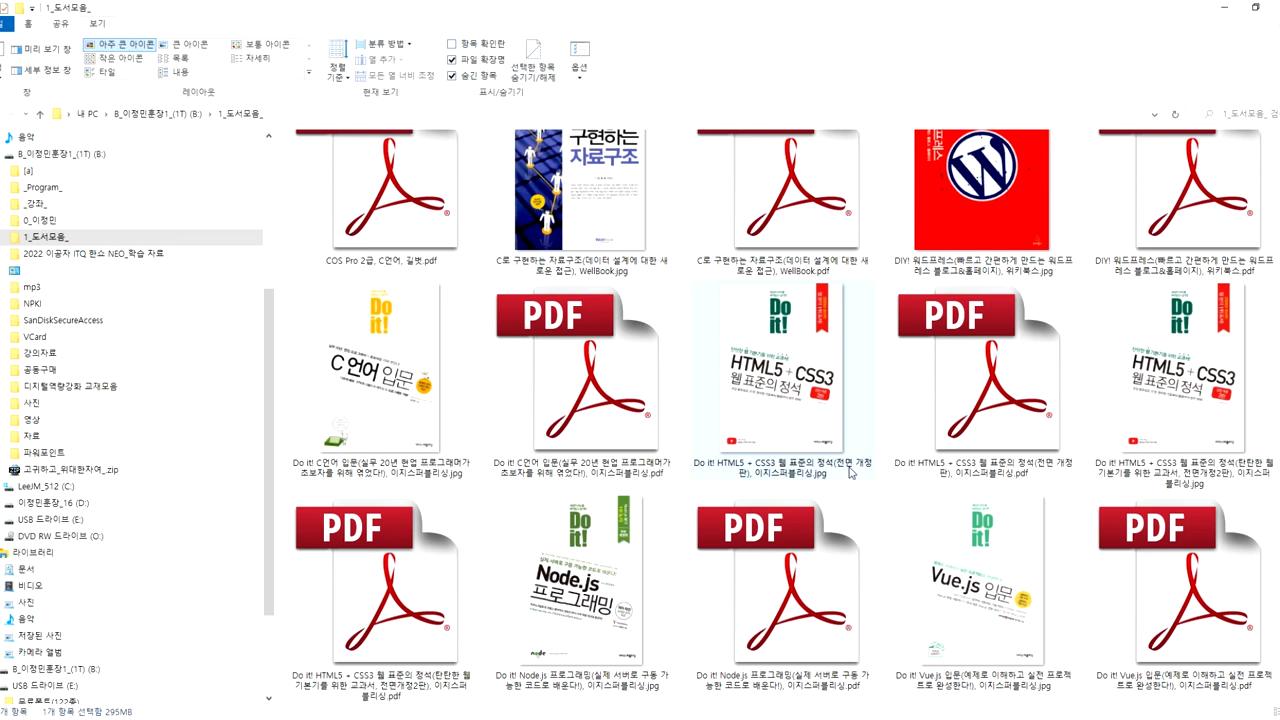 1_도서모음_
홈 공유 보기
미리 보기 창
세부 정보 창
창
아주 큰 아이콘 큰 아이콘 보통 아이콘
작은 아이콘 목록 자세히
타일 내용
레이아웃
정렬 기준
분류 방법
열 추가
모든 열 너비 조정
현재 보기
항목 확인란
파일 확장명
숨긴 항목
선택한 항목 숨기기/해제
표시/숨기기
옵션
내 PC > B_이정민훈장1_(1T) (B:) > 1_도서모음_
1_도서모음_ 검
음악
B_이정민훈장1_(1T) (B:)
[a]
_Program_
_강좌_
0_이정민
1_도서모음_
2022 이공자 ITQ 한쇼 NEO_학습 자료
mp3
NPKI
SanDiskSecureAccess
VCard
강의자료
공동구매
디지털역량강화 교재모음
사진
영상
자료
파워포인트
고귀하고_위대한자여_.zip
LeeJM_512 (C:)
이정민훈장_16 (D:)
USB 드라이브 (E:)
DVD RW 드라이브 (O:)
라이브러리
문서
비디오
사진
음악
저장된 사진
카메라 앨범
B_이정민훈장1_(1T) (B:)
USB 드라이브 (E:)
개 항목 1개 항목 선택함 295MB
구현하는
자료구조
COS Pro 2급, C언어, 길벗.pdf
C로 구현하는 자료구조(데이터 설계에 대한 새
로운 접근), WellBook.jpg
C로 구현하는 자료구조(데이터 설계에 대한 새
로운 접근), WellBook.pdf
DIY! 워드프레스(빠르고 간편하게 만드는 워드프
레스 블로그&홈페이지), 위키북스.jpg
DIY! 워드프레스(빠르고 간편하게 만드는 워드프
레스 블로그&홈페이지), 위키북스.pdf
Do it!
C 언어 입문
PDF
Do it!
HTML5 + CSS3
웹 표준의 정석
PDF
Do it!
HTML5 + CSS3
웹 표준의 정석
Do it! C언어 입문(실무 20년 현업 프로그래머가
초보자를 위해 엮었다!), 이지스퍼블리싱.jpg
Do it! C언어 입문(실무 20년 현업 프로그래머가
초보자를 위해 엮었다!), 이지스퍼블리싱.pdf
Do it! HTML5 + CSS3 웹 표준의 정석(전면 개정
판), 이지스퍼블리싱.jpg
Do it! HTML5 + CSS3 웹 표준의 정석(전면 개정
판), 이지스퍼블리싱.pdf
Do it! HTML5 + CSS3 웹 표준의 정석(탄탄한 웹
기본기를 위한 교과서, 전면개정2판), 이지스퍼
블리싱.jpg
PDF
Do it!
Node.js
프로그래밍
node
PDF
Do it!
Vue.js 입문
PDF
Do it! HTML5 + CSS3 웹 표준의 정석(탄탄한 웹
기본기를 위한 교과서, 전면개정2판), 이지스퍼
블리싱.pdf
Do it! Node.js 프로그래밍(실제 서버로 구동 가
능한 코드로 배운다!), 이지스퍼블리싱.jpg
Do it! Node.js 프로그래밍(실제 서버로 구동 가
능한 코드로 배운다!), 이지스퍼블리싱.pdf
Do it! Vue.js 입문(예제로 이해하고 실전 프로젝
트로 완성한다!), 이지스퍼블리싱.jpg
Do it! Vue.js 입문(예제로 이해하고 실전 프로젝
트로 완성한다!), 이지스퍼블리싱.pdf